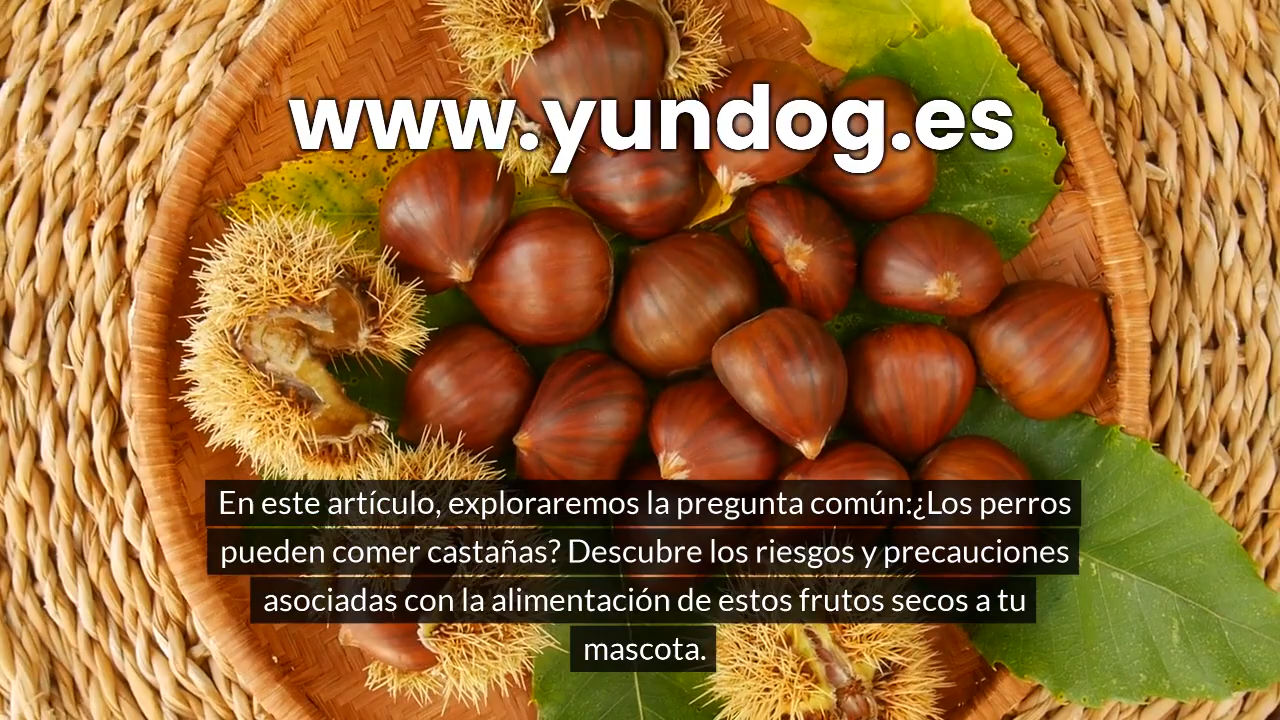 www.yundog.es
En este artículo, exploraremos la pregunta común:¿Los perros
pueden comer castañas? Descubre los riesgos y precauciones
asociadas con la alimentación de estos frutos secos a tu
mascota.